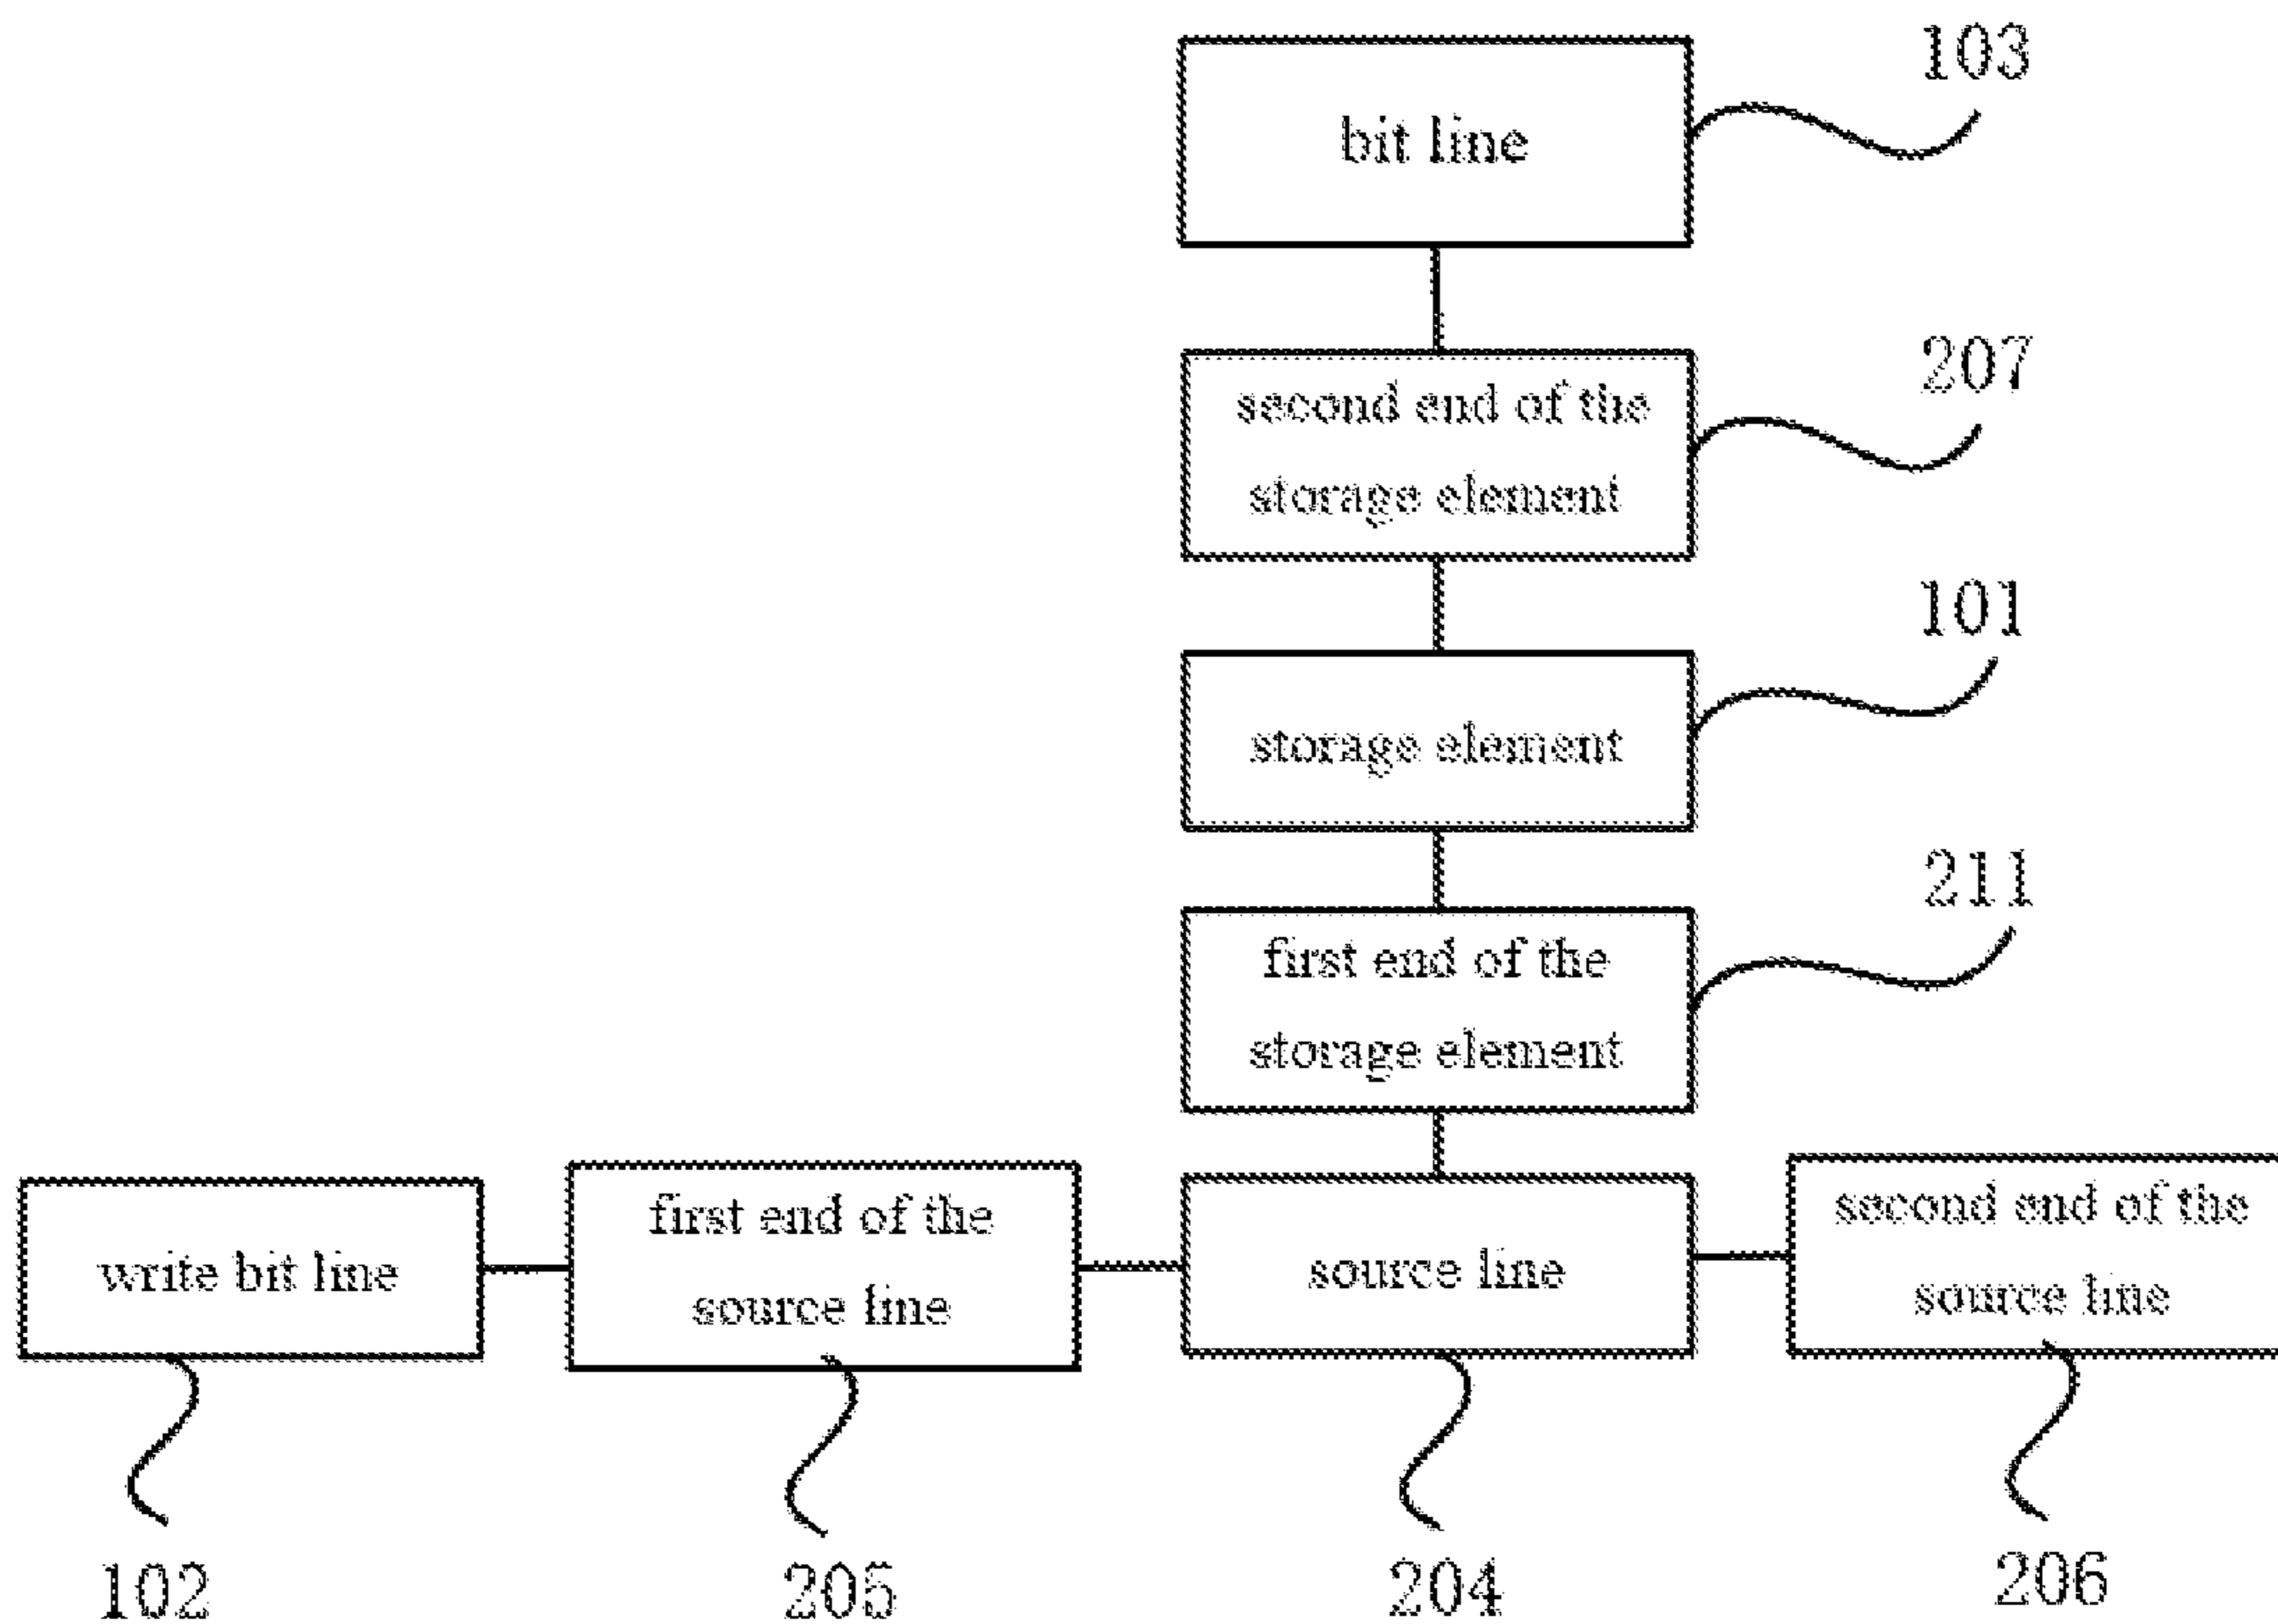 103
bit line
207
second end of the
storage element
101
storage element
211
first end of the
storage element
write bit line
first end of the
source line
source line
second end of the
source line
102
205
204
206